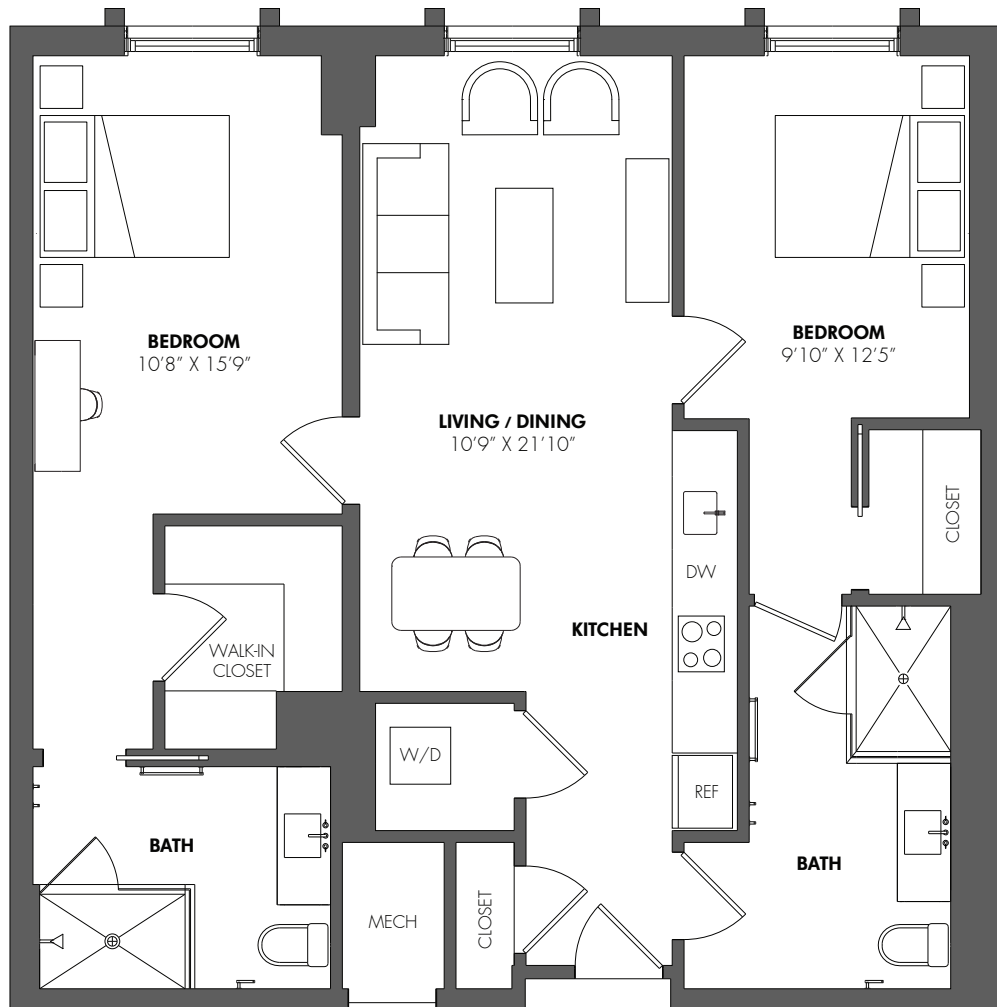 BEDROOM
10’8” X 15’9”
BEDROOM
9’10” X 12’5”
LIVING / DINING
10’9” X 21’10”
CLOSET
DW
KITCHEN
WALK-IN
CLOSET
W/D
REF
BATH
BATH
MECH
CLOSET